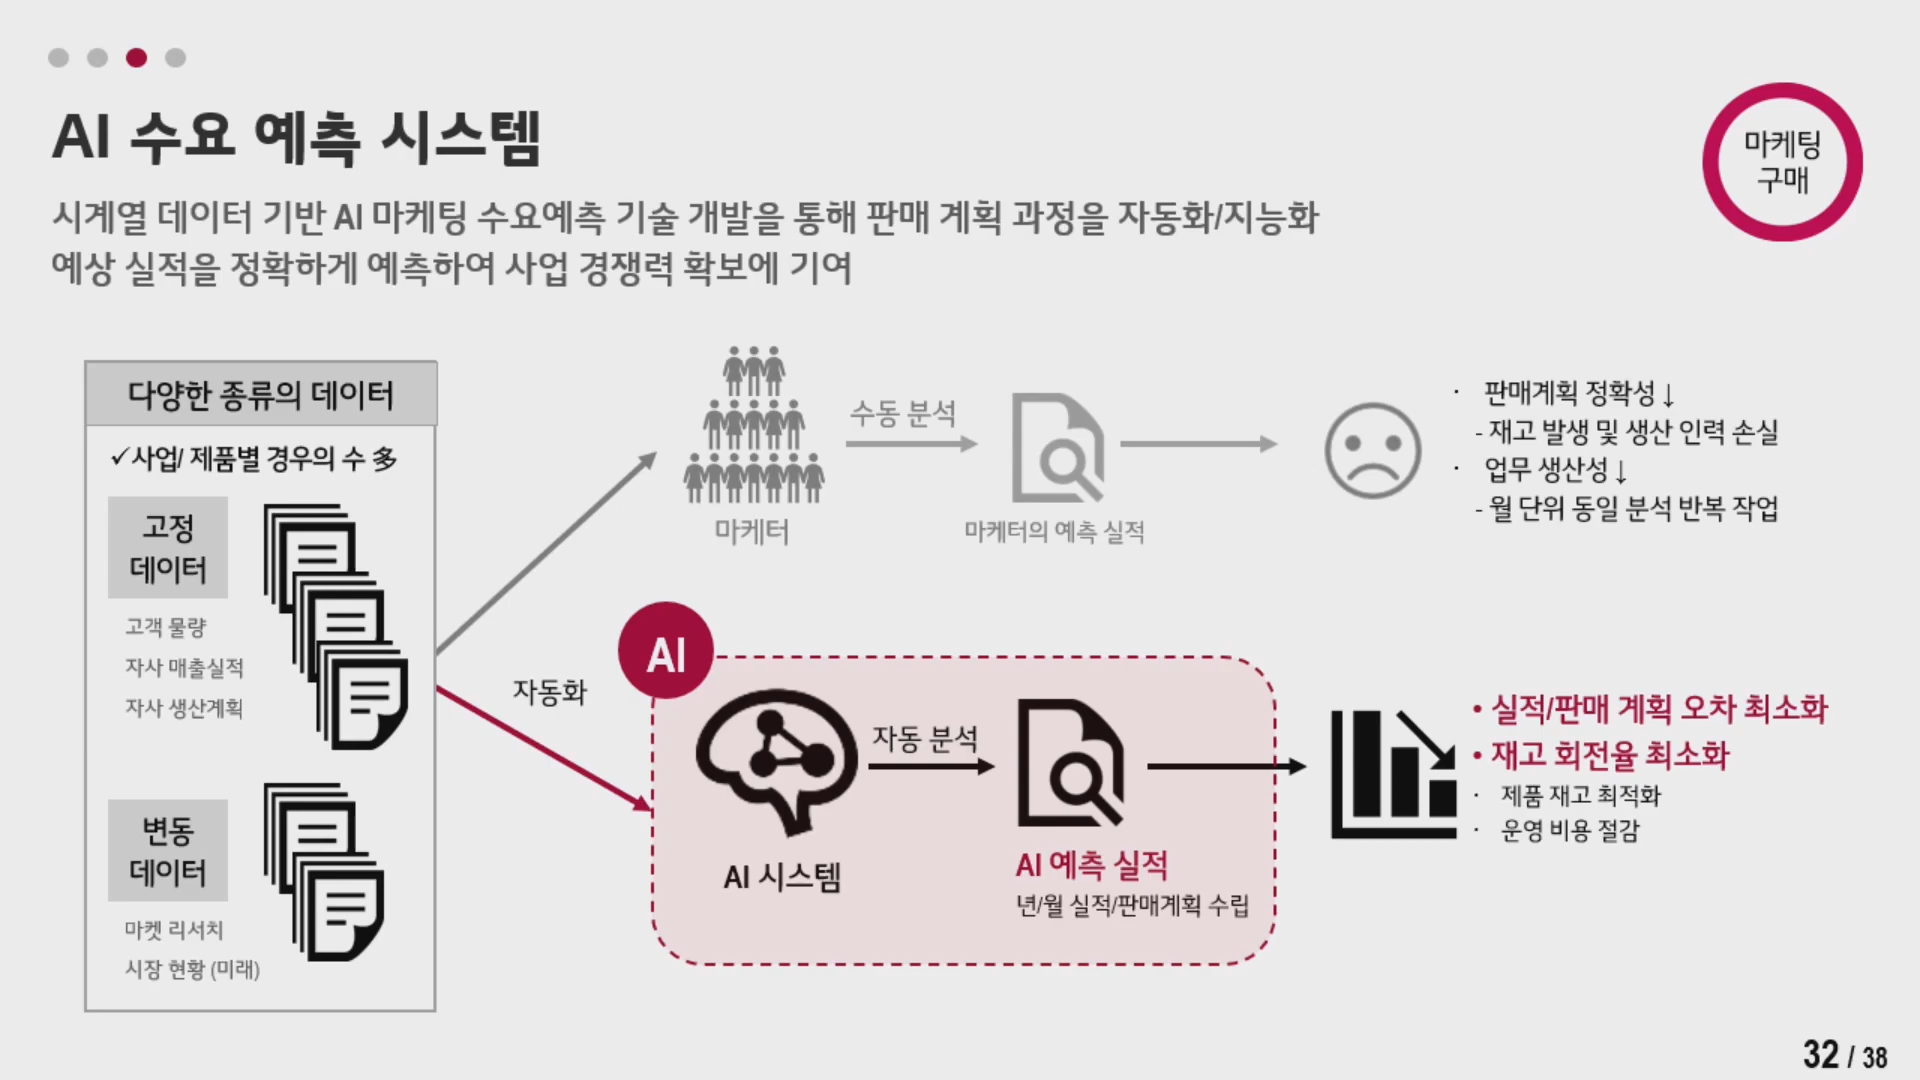 AI 수요 예측 시스템
시계열 데이터 기반 AI 마케팅 수요예측 기술 개발을 통해 판매 계획 과정을 자동화/지능화
예상 실적을 정확하게 예측하여 사업 경쟁력 확보에 기여
마케팅
구매
다양한 종류의 데이터
✓사업/ 제품별 경우의 수 多
고정
데이터
고객 물량
자사 매출실적
자사 생산계획
변동
데이터
마켓 리서치
시장 현황 (미래)
마케터
수동 분석
마케터의 예측 실적
· 판매계획 정확성 ↓
- 재고 발생 및 생산 인력 손실
· 업무 생산성 ↓
- 월 단위 동일 분석 반복 작업
자동화
AI
AI 시스템
자동 분석
AI 예측 실적
년/월 실적/판매계획 수립
• 실적/판매 계획 오차 최소화
• 재고 회전율 최소화
· 제품 재고 최적화
· 운영 비용 절감
32 / 38